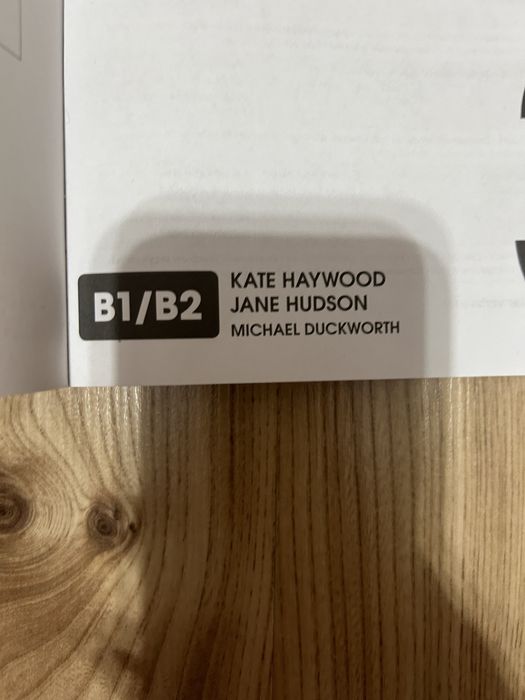 B1/B2
KATE HAYWOOD
JANE HUDSON
MICHAEL DUCKWORTH